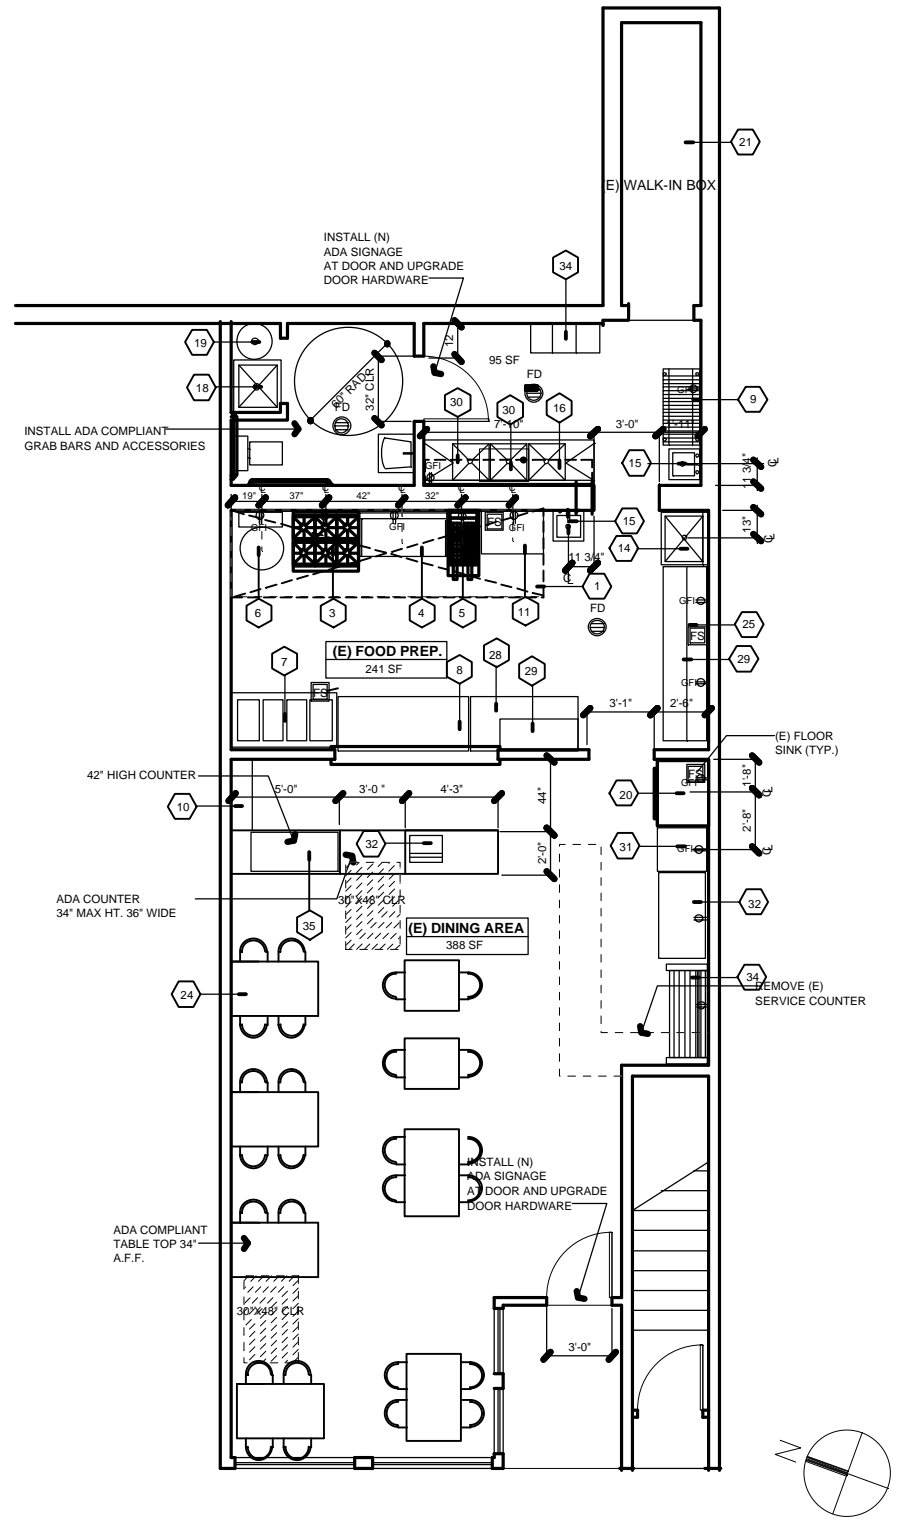 21
(E) WALK-IN BOX
INSTALL (N)
ADA SIGNAGE
AT DOOR AND UPGRADE
DOOR HARDWARE
34
19
12
95 SF
FD
18
60" RAD
32" CLR
FD
GFI
9
30
30
16
INSTALL ADA COMPLIANT
GRAB BARS AND ACCESSORIES
7'-10"
3'-0"
GFI
15
11 3/4"
19"
37"
42"
32"
GFI
GFI
FS
GFI
15
13"
14
11 3/4"
1
FD
6
3
4
5
11
GFI
25
FS
29
(E) FOOD PREP.
241 SF
7
8
28
29
FS
GFI
3'-1"
2'-6"
(E) FLOOR
SINK (TYP.)
42" HIGH COUNTER
5'-0"
3'-0 "
4'-3"
44"
FS
GFI
1'-8"
10
20
2'-8"
32
2'-0"
31
GFI
ADA COUNTER
34" MAX HT. 36" WIDE
30"X48" CLR
32
35
(E) DINING AREA
388 SF
24
34
REMOVE (E)
SERVICE COUNTER
INSTALL (N)
ADA SIGNAGE
AT DOOR AND UPGRADE
DOOR HARDWARE
ADA COMPLIANT
TABLE TOP 34"
A.F.F.
30"X48" CLR
3'-0"
N